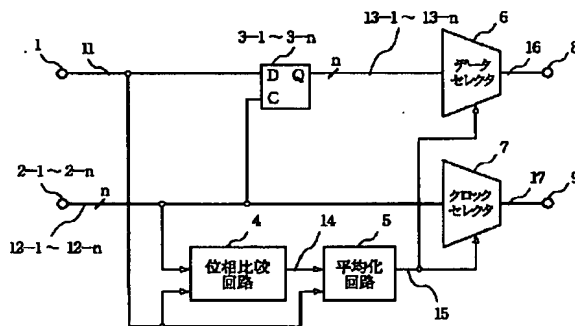 3-1～3-n
13-1～13-n
6
1
11
n
16
8
D Q
C
データ
セレクタ
7
2-1～2-n
n
17
9
クロック
セレクタ
12-1～12-n
4
14
5
位相比較
回路
平均化
回路
15